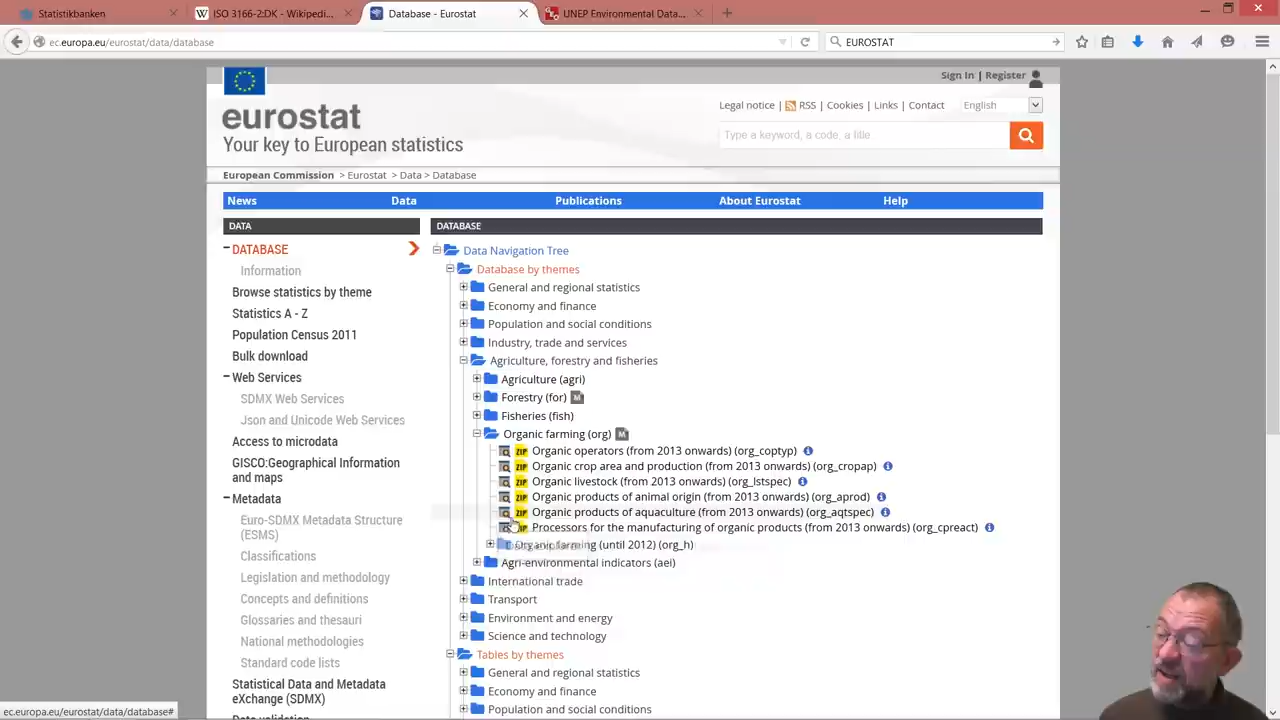 Statistikbanken
ISO 3166-2:DK - Wikipedi...
Database - Eurostat
UNEP Environmental Data...
ec.europa.eu/eurostat/data/database
EUROSTAT
Sign In | Register
Legal notice | RSS | Cookies | Links | Contact
English
eurostat
Your key to European statistics
Type a keyword, a code, a title
European Commission > Eurostat > Data > Database
News Data Publications About Eurostat Help
DATA
DATABASE
Information
Browse statistics by theme
Statistics A - Z
Population Census 2011
Bulk download
Web Services
SDMX Web Services
Json and Unicode Web Services
Access to microdata
GISCO:Geographical Information
and maps
Metadata
Euro-SDMX Metadata Structure
(ESMS)
Classifications
Legislation and methodology
Concepts and definitions
Glossaries and thesauri
National methodologies
Standard code lists
Statistical Data and Metadata
eXchange (SDMX)
Data validation
DATABASE
Data Navigation Tree
Database by themes
General and regional statistics
Economy and finance
Population and social conditions
Industry, trade and services
Agriculture, forestry and fisheries
Agriculture (agri)
Forestry (for) M
Fisheries (fish)
Organic farming (org) M
ZIP Organic operators (from 2013 onwards) (org_coptyp)
ZIP Organic crop area and production (from 2013 onwards) (org_cropap)
ZIP Organic livestock (from 2013 onwards) (org_lstspec)
ZIP Organic products of animal origin (from 2013 onwards) (org_aprod)
ZIP Organic products of aquaculture (from 2013 onwards) (org_aqtspec)
ZIP Processors for the manufacturing of organic products (from 2013 onwards) (org_cpreact)
Organic farming (until 2012) (org_h)
Agri-environmental indicators (aei)
International trade
Transport
Environment and energy
Science and technology
Tables by themes
General and regional statistics
Economy and finance
Population and social conditions
ec.europa.eu/eurostat/data/database#